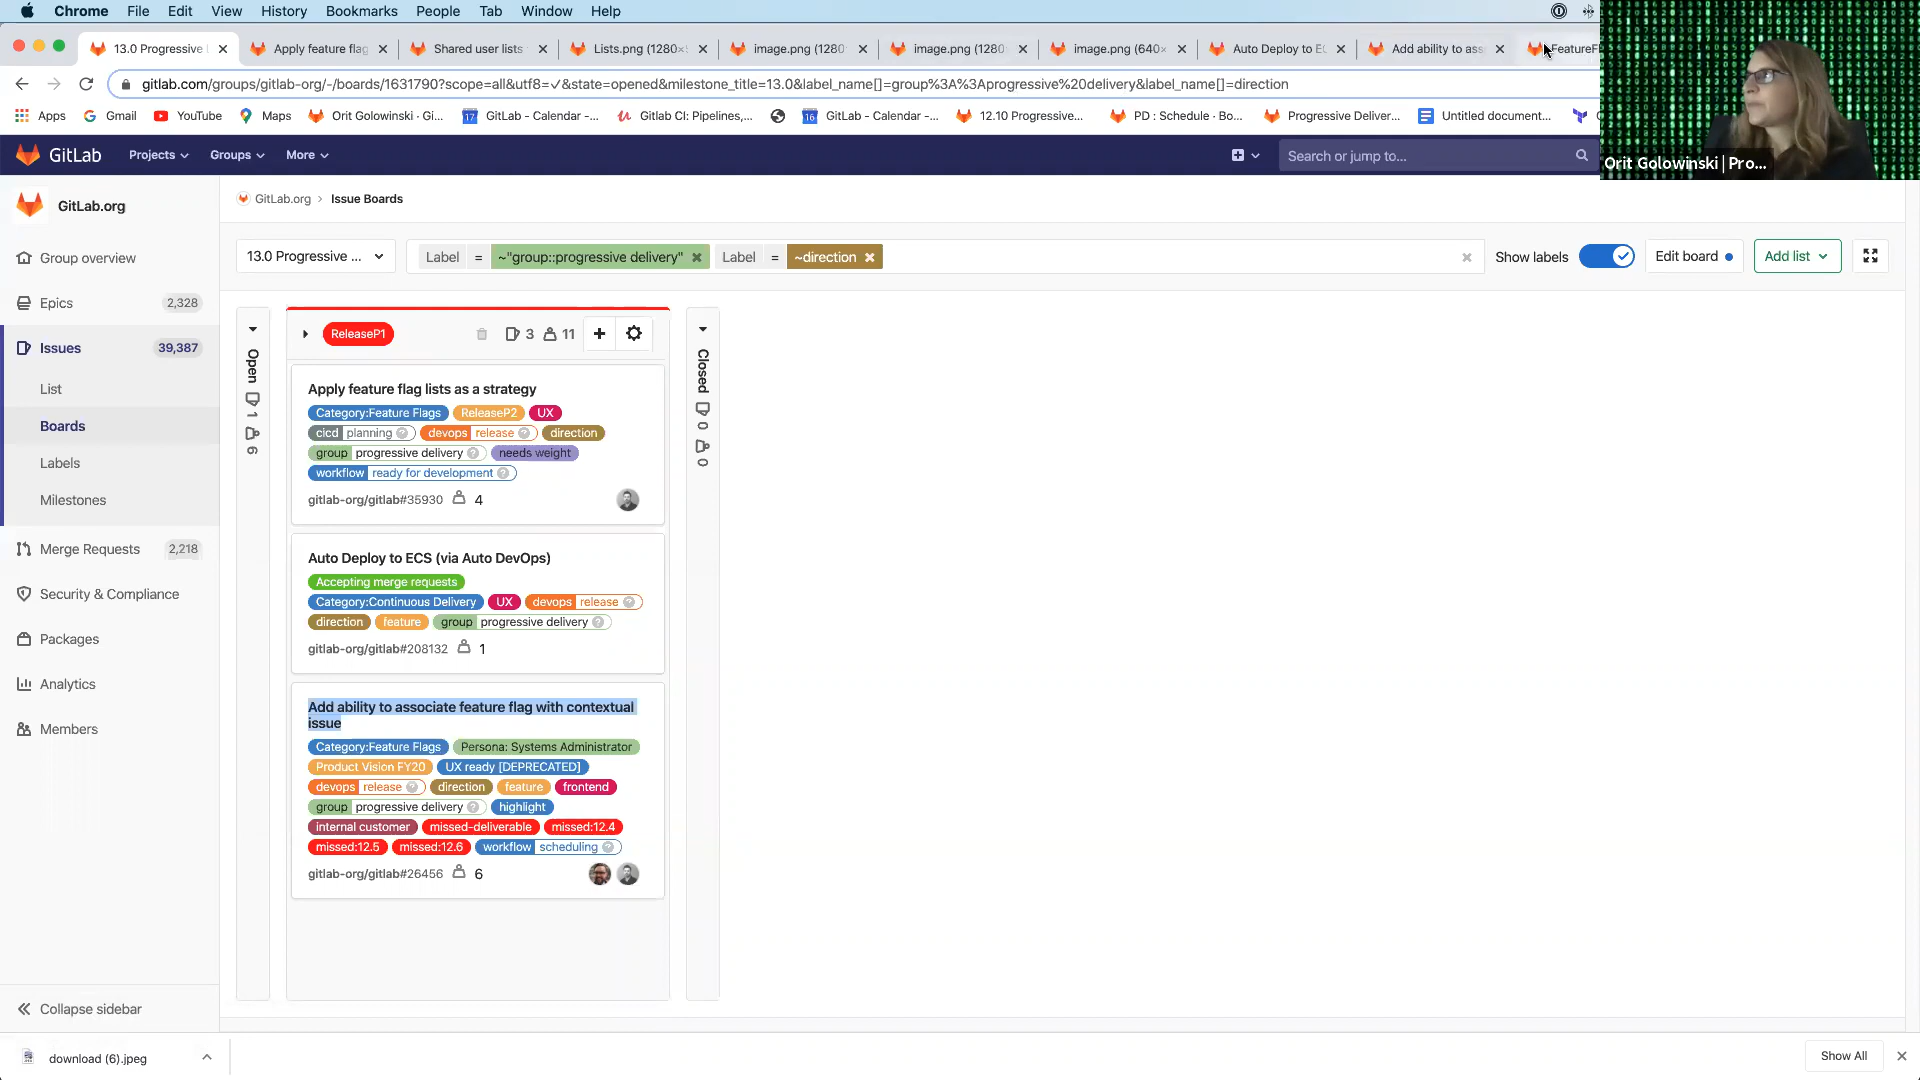 Chrome File Edit View History Bookmarks People Tab Window Help
13.0 Progressive
Apply feature flag
Shared user lists
Lists.png (1280×
image.png (1280
image.png (1280
image.png (640×
Auto Deploy to EC
Add ability to ass
FeatureF
gitlab.com/groups/gitlab-org/-/boards/1631790?scope=all&utf8=✓&state=opened&milestone_title=13.0&label_name[]=group%3A%3Aprogressive%20delivery&label_name[]=direction
Apps Gmail YouTube Maps Orit Golowinski · Gi... GitLab - Calendar -... Gitlab CI: Pipelines,... GitLab - Calendar -... 12.10 Progressive... PD : Schedule · Bo... Progressive Deliver... Untitled document...
GitLab Projects Groups More Search or jump to...
Orit Golowinski | Pro...
GitLab.org
Group overview
Epics 2,328
Issues 39,387
List
Boards
Labels
Milestones
Merge Requests 2,218
Security & Compliance
Packages
Analytics
Members
Collapse sidebar
GitLab.org › Issue Boards
13.0 Progressive ... Label = ~"group::progressive delivery" Label = ~direction Show labels Edit board Add list
Open 1 6
ReleaseP1 3 11
Apply feature flag lists as a strategy
Category:Feature Flags ReleaseP2 UX
cicd planning devops release direction
group progressive delivery needs weight
workflow ready for development
gitlab-org/gitlab#35930 4
Auto Deploy to ECS (via Auto DevOps)
Accepting merge requests
Category:Continuous Delivery UX devops release
direction feature group progressive delivery
gitlab-org/gitlab#208132 1
Add ability to associate feature flag with contextual
issue
Category:Feature Flags Persona: Systems Administrator
Product Vision FY20 UX ready [DEPRECATED]
devops release direction feature frontend
group progressive delivery highlight
internal customer missed-deliverable missed:12.4
missed:12.5 missed:12.6 workflow scheduling
gitlab-org/gitlab#26456 6
Closed 0 0
download (6).jpeg
Show All